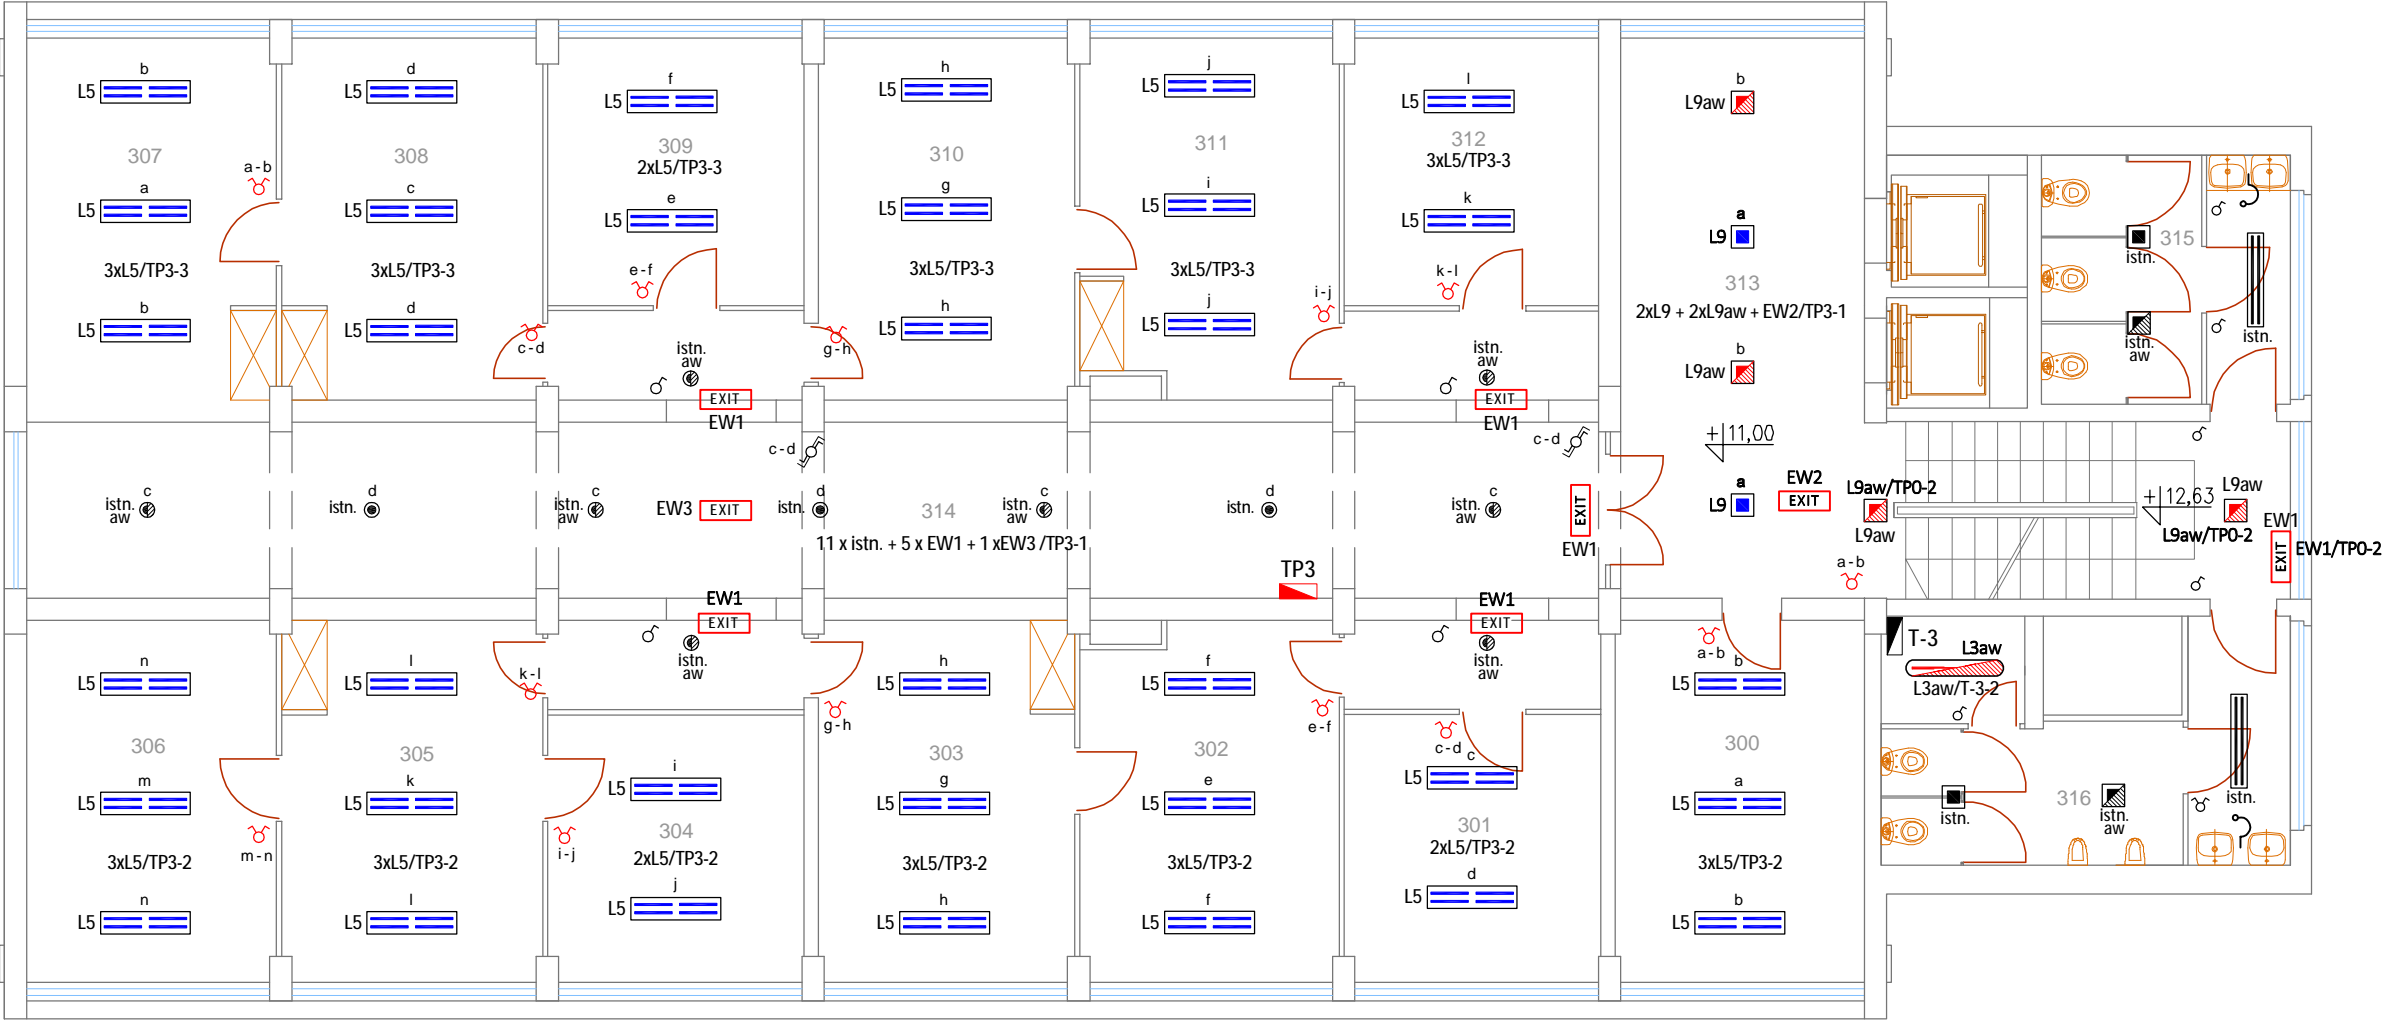 b
L5
307
a-b
a
L5
3xL5/TP3-3
b
L5
d
L5
308
c
L5
3xL5/TP3-3
d
L5
c-d
f
L5
309
2xL5/TP3-3
e
L5
e-f
istn.
aw
EXIT
EW1
h
L5
310
g
L5
3xL5/TP3-3
h
L5
g-h
j
L5
311
i
L5
3xL5/TP3-3
j
L5
i-j
l
L5
312
3xL5/TP3-3
k
L5
k-l
istn.
aw
EXIT
EW1
b
L9aw
a
L9
313
2xL9 + 2xL9aw + EW2/TP3-1
b
L9aw
+11,00
a
L9
EW2
EXIT
a-b
315
istn.
istn.
aw
istn.
c
istn.
aw
d
istn.
c
istn.
aw
EW3
EXIT
c-d
d
istn.
314
11 x istn. + 5 x EW1 + 1 xEW3 /TP3-1
c
istn.
aw
d
istn.
TP3
c-d
c
istn.
aw
EXIT
EW1
L9aw/TP0-2
L9aw
+12,63
L9aw
L9aw/TP0-2
EW1
EXIT
EW1/TP0-2
n
L5
306
m
L5
3xL5/TP3-2
m-n
n
L5
l
L5
k-l
305
k
L5
3xL5/TP3-2
l
L5
EW1
EXIT
istn.
aw
i
L5
304
2xL5/TP3-2
i-j
j
L5
h
L5
g-h
303
g
L5
3xL5/TP3-2
h
L5
f
L5
e-f
302
e
L5
3xL5/TP3-2
f
L5
EW1
EXIT
istn.
aw
c-d
c
L5
301
2xL5/TP3-2
d
L5
a-b
b
L5
300
a
L5
3xL5/TP3-2
b
L5
T-3
L3aw
L3aw/T-3-2
istn.
316
istn.
aw
istn.